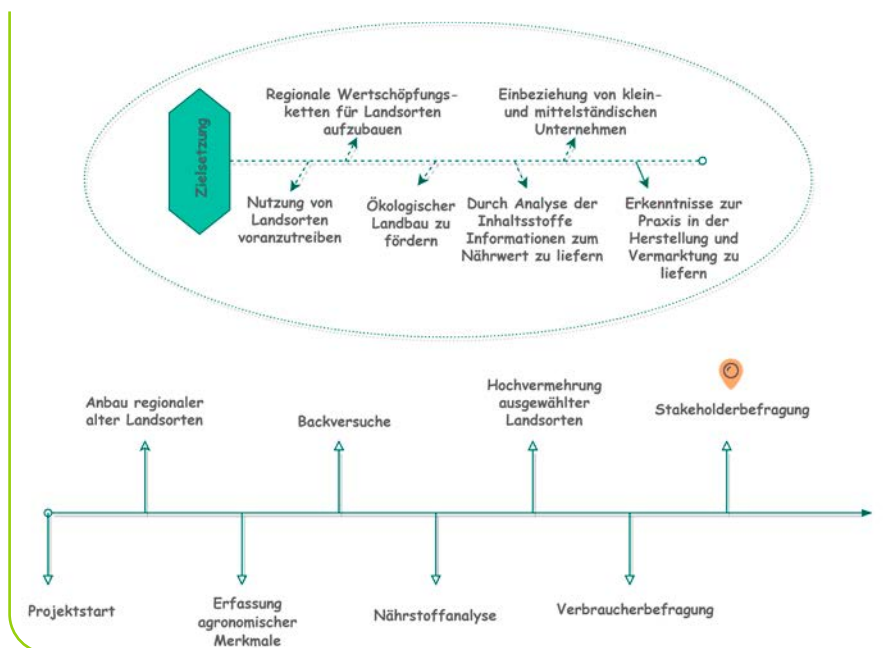 Zielsetzung
Regionale Wertschöpfungs-
ketten für Landsorten
aufzubauen
Einbeziehung von klein-
und mittelständischen
Unternehmen
Nutzung von
Landsorten
voranzutreiben
Ökologischer
Landbau zu
fördern
Durch Analyse der
Inhaltsstoffe
Informationen zum
Nährwert zu liefern
Erkenntnisse zur
Praxis in der
Herstellung und
Vermarktung zu
liefern
Anbau regionaler
alter Landsorten
Backversuche
Hochvermehrung
ausgewählter
Landsorten
Stakeholderbefragung
Projektstart
Erfassung
agronomischer
Merkmale
Nährstoffanalyse
Verbraucherbefragung